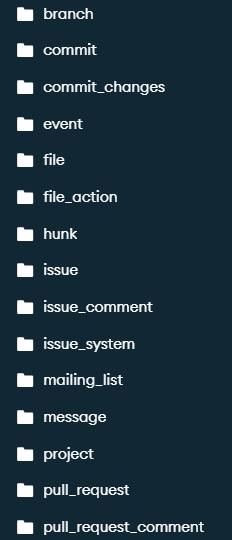 branch
commit
commit_changes
event
file
file_action
hunk
issue
issue_comment
issue_system
mailing_list
message
project
pull_request
pull_request_comment